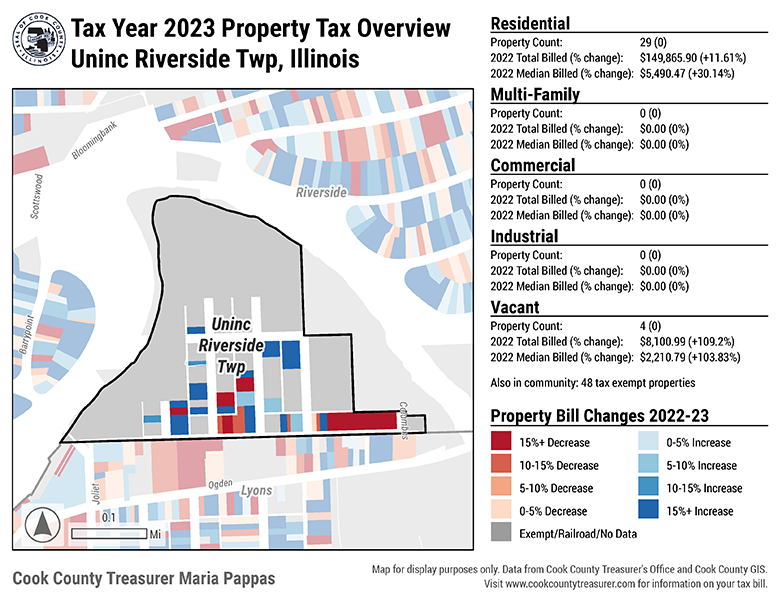 SEAL OF COOK COUNTY
ILLINOIS
Tax Year 2023 Property Tax Overview
Uninc Riverside Twp, Illinois
Bloomingbank
Scottswood
Riverside
Barrypoint
Uninc
Riverside
Twp
Columbus
Joliet
Ogden
Lyons
0.1
Mi
Residential
Property Count: 29 (0)
2022 Total Billed (% change): $149,865.90 (+11.61%)
2022 Median Billed (% change): $5,490.47 (+30.14%)
Multi-Family
Property Count: 0 (0)
2022 Total Billed (% change): $0.00 (0%)
2022 Median Billed (% change): $0.00 (0%)
Commercial
Property Count: 0 (0)
2022 Total Billed (% change): $0.00 (0%)
2022 Median Billed (% change): $0.00 (0%)
Industrial
Property Count: 0 (0)
2022 Total Billed (% change): $0.00 (0%)
2022 Median Billed (% change): $0.00 (0%)
Vacant
Property Count: 4 (0)
2022 Total Billed (% change): $8,100.99 (+109.2%)
2022 Median Billed (% change): $2,210.79 (+103.83%)
Also in community: 48 tax exempt properties
Property Bill Changes 2022-23
15%+ Decrease
10-15% Decrease
5-10% Decrease
0-5% Decrease
Exempt/Railroad/No Data
0-5% Increase
5-10% Increase
10-15% Increase
15%+ Increase
Cook County Treasurer Maria Pappas
Map for display purposes only. Data from Cook County Treasurer's Office and Cook County GIS.
Visit www.cookcountytreasurer.com for information on your tax bill.